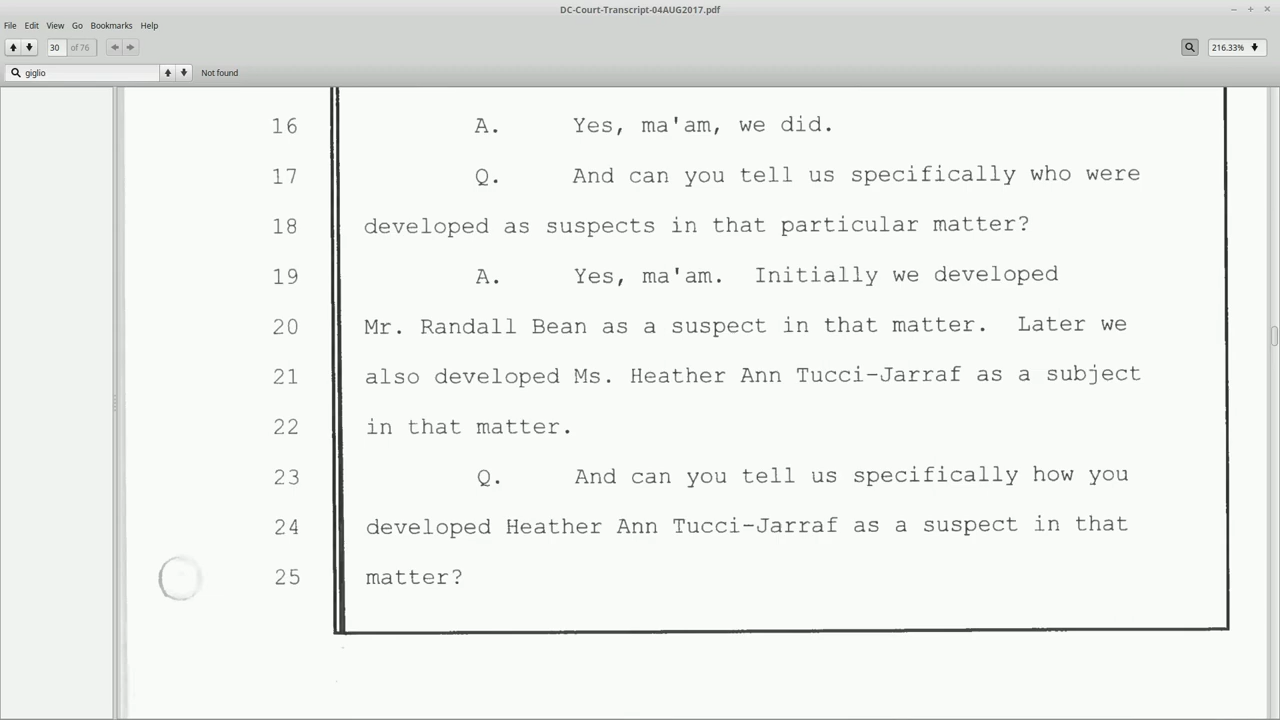 DC-Court-Transcript-04AUG2017.pdf
File Edit View Go Bookmarks Help
30 of 76 216.33%
giglio Not found
16 A. Yes, ma'am, we did.
17 Q. And can you tell us specifically who were
18 developed as suspects in that particular matter?
19 A. Yes, ma'am. Initially we developed
20 Mr. Randall Bean as a suspect in that matter. Later we
21 also developed Ms. Heather Ann Tucci-Jarraf as a subject
22 in that matter.
23 Q. And can you tell us specifically how you
24 developed Heather Ann Tucci-Jarraf as a suspect in that
25 matter?